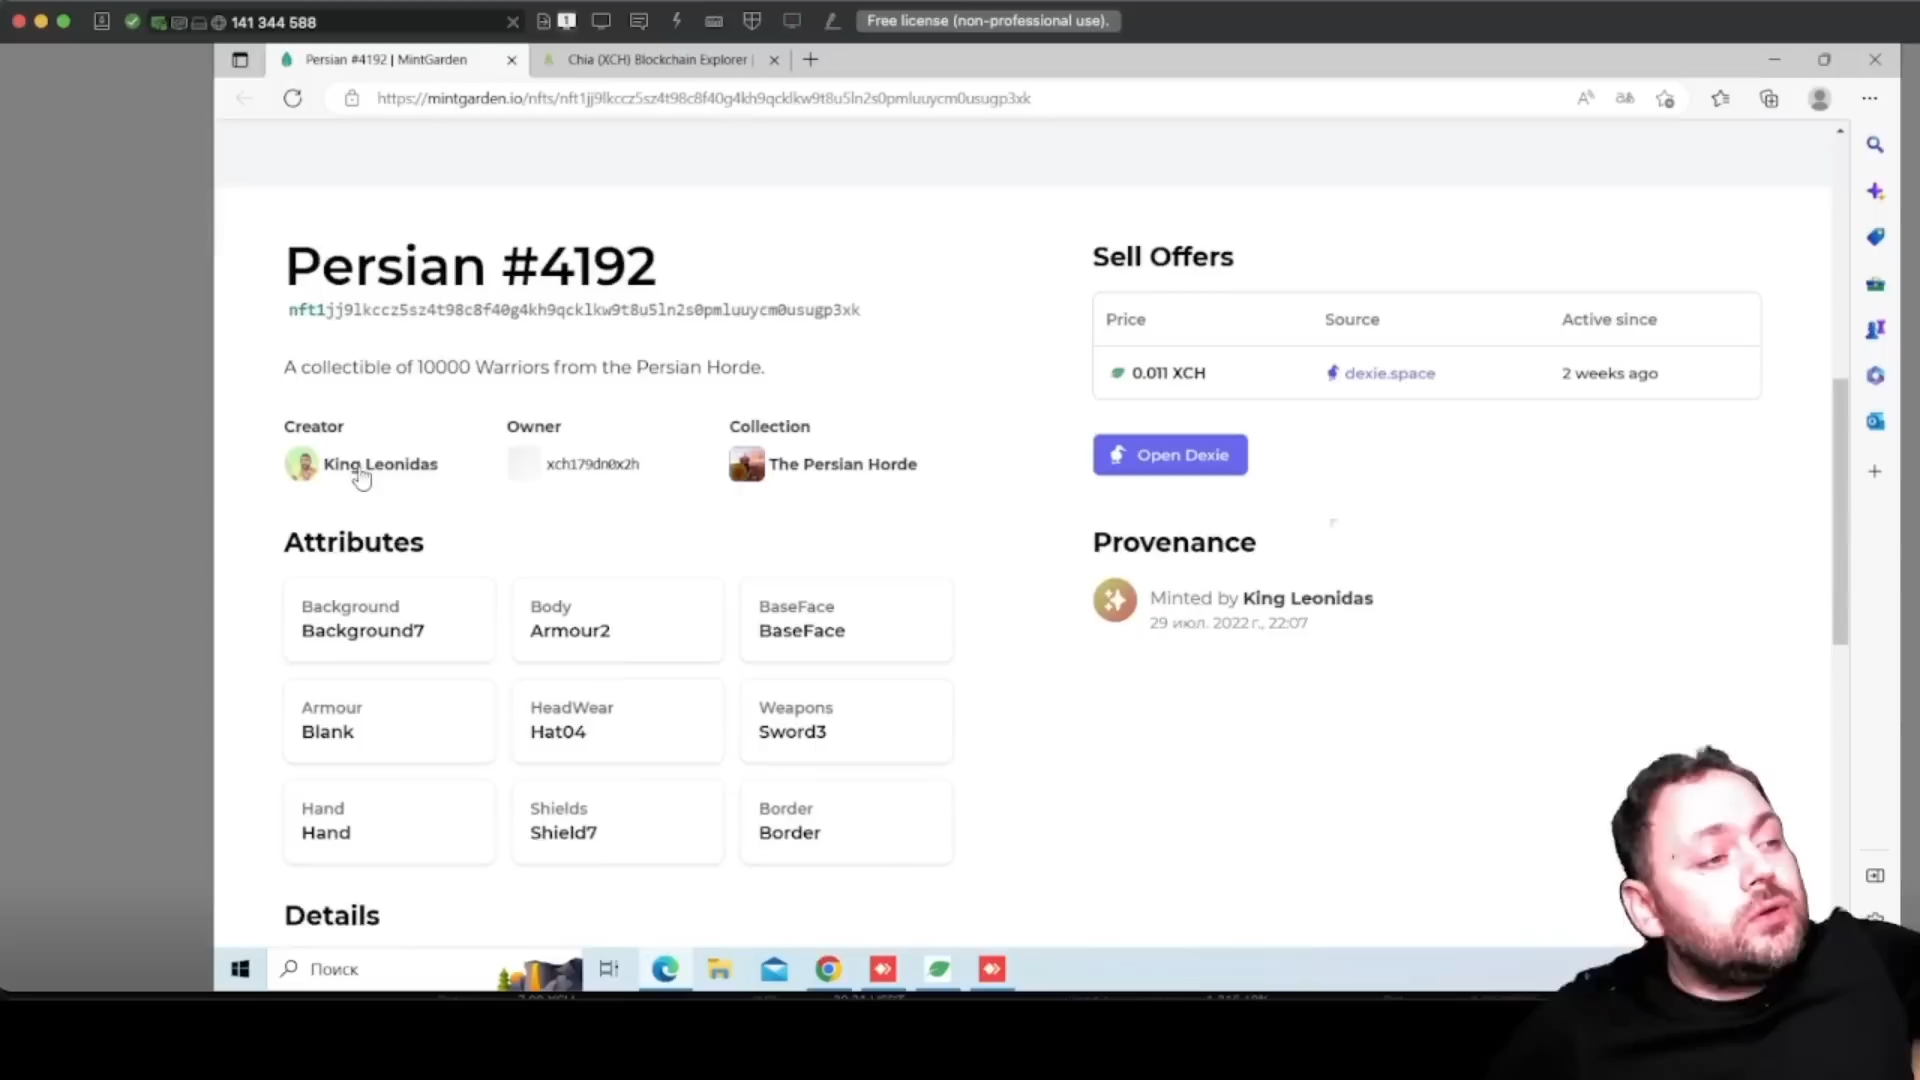 141 344 588
1
Free license (non-professional use).
Persian #4192 | MintGarden
Chia (XCH) Blockchain Explorer |
https://mintgarden.io/nfts/nft1jj9lkccz5sz4t98c8f40g4kh9qcklkw9t8u5ln2s0pmluuycm0usugp3xk
Persian #4192
nft1jj9lkccz5sz4t98c8f40g4kh9qcklkw9t8u5ln2s0pmluuycm0usugp3xk
A collectible of 10000 Warriors from the Persian Horde.
Creator
King Leonidas
Owner
xch179dn0x2h
Collection
The Persian Horde
Attributes
Background
Background7
Body
Armour2
BaseFace
BaseFace
Armour
Blank
HeadWear
Hat04
Weapons
Sword3
Hand
Hand
Shields
Shield7
Border
Border
Details
Sell Offers
Price Source Active since
0.011 XCH dexie.space 2 weeks ago
Open Dexie
Provenance
Minted by King Leonidas
29 июл. 2022 г., 22:07
Поиск